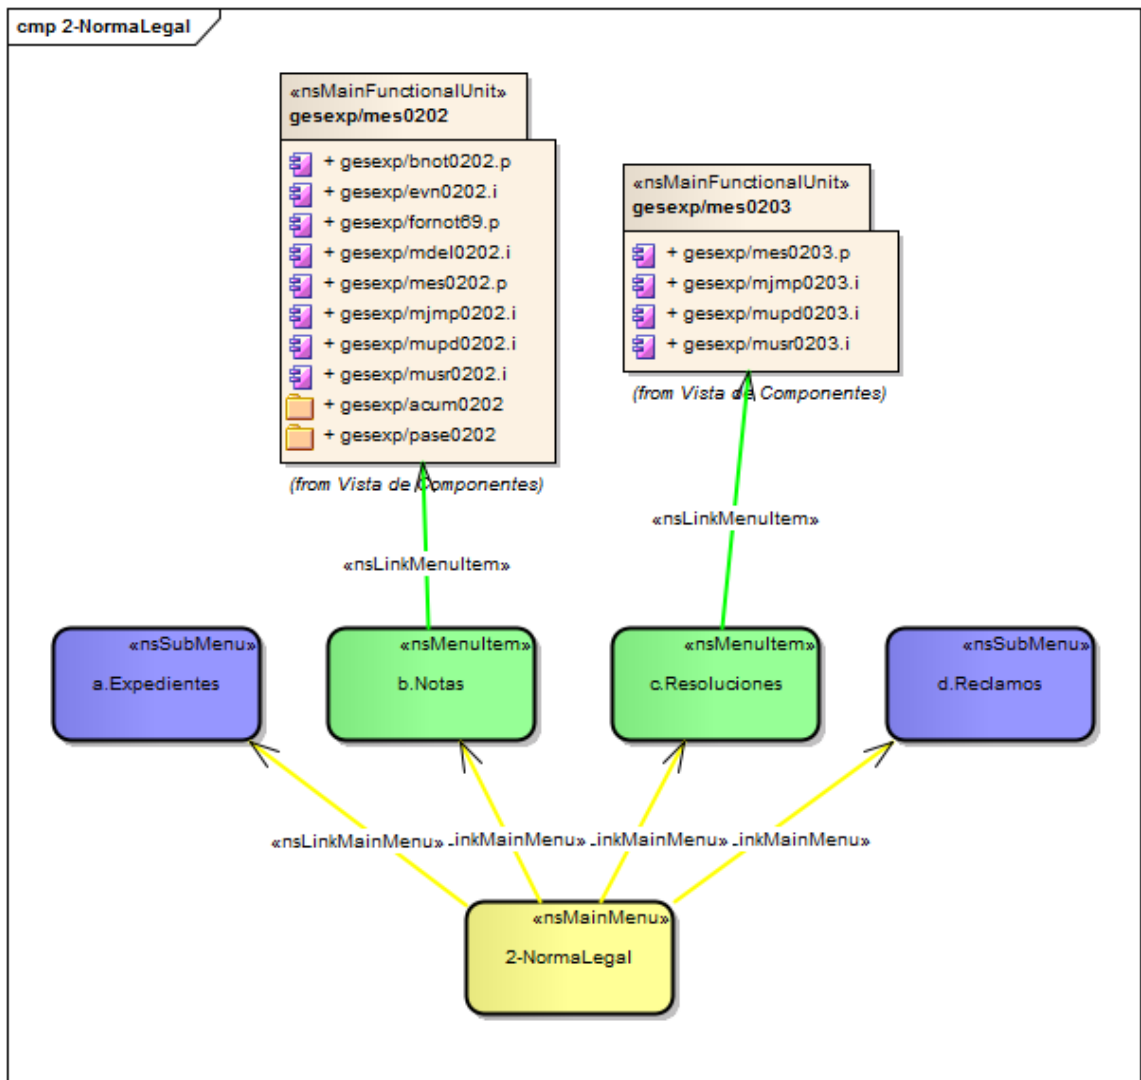 cmp 2-NormaLegal
«nsMainFunctionalUnit»
gesexp/mes0202
+ gesexp/bnot0202.p
+ gesexp/evn0202.i
+ gesexp/fornot69.p
+ gesexp/mdel0202.i
+ gesexp/mes0202.p
+ gesexp/mjmp0202.i
+ gesexp/mupd0202.i
+ gesexp/musr0202.i
+ gesexp/acum0202
+ gesexp/pase0202
(from Vista de Componentes)
«nsMainFunctionalUnit»
gesexp/mes0203
+ gesexp/mes0203.p
+ gesexp/mjmp0203.i
+ gesexp/mupd0203.i
+ gesexp/musr0203.i
(from Vista de Componentes)
«nsLinkMenuItem»
«nsLinkMenuItem»
«nsSubMenu»
a.Expedientes
«nsMenuItem»
b.Notas
«nsMenuItem»
c.Resoluciones
«nsSubMenu»
d.Reclamos
«nsLinkMainMenu»
inkMainMenu»
inkMainMenu»
inkMainMenu»
«nsMainMenu»
2-NormaLegal